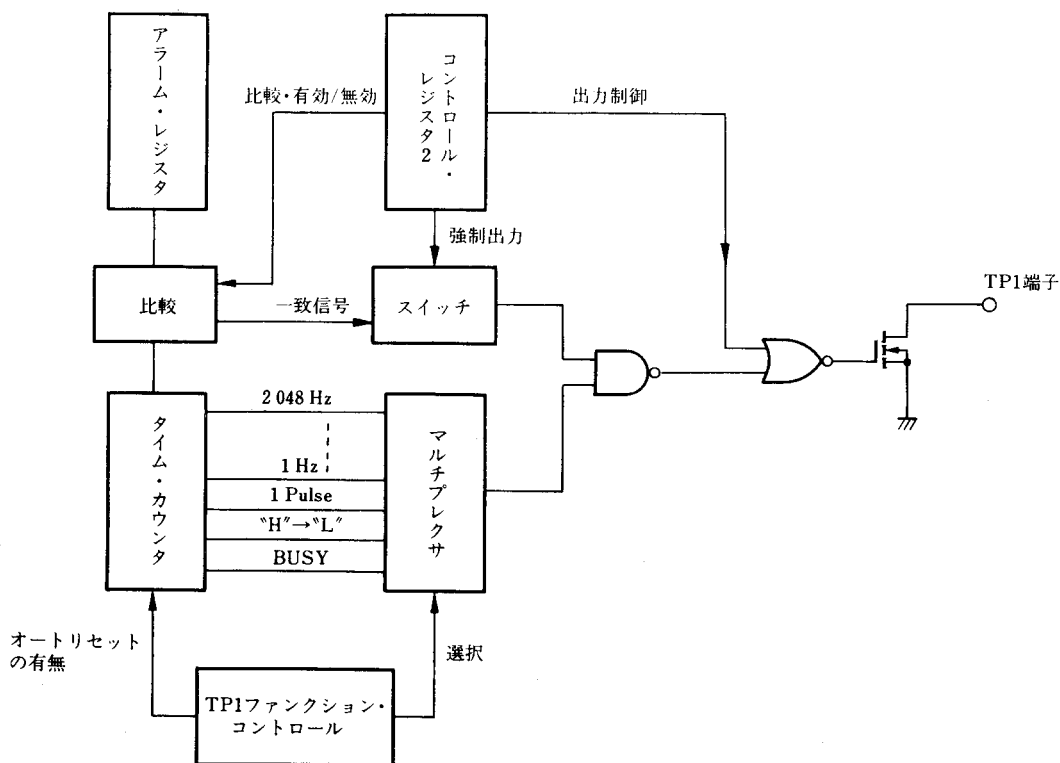 アラーム・レジスタ
コントロール・
レジスタ2
比較・有効/無効
出力制御
強制出力
比較
一致信号
スイッチ
TP1端子
タイム・カウンタ
2 048 Hz
1 Hz
1 Pulse
"H"→"L"
BUSY
マルチプレクサ
オートリセット
の有無
選択
TP1ファンクション・
コントロール